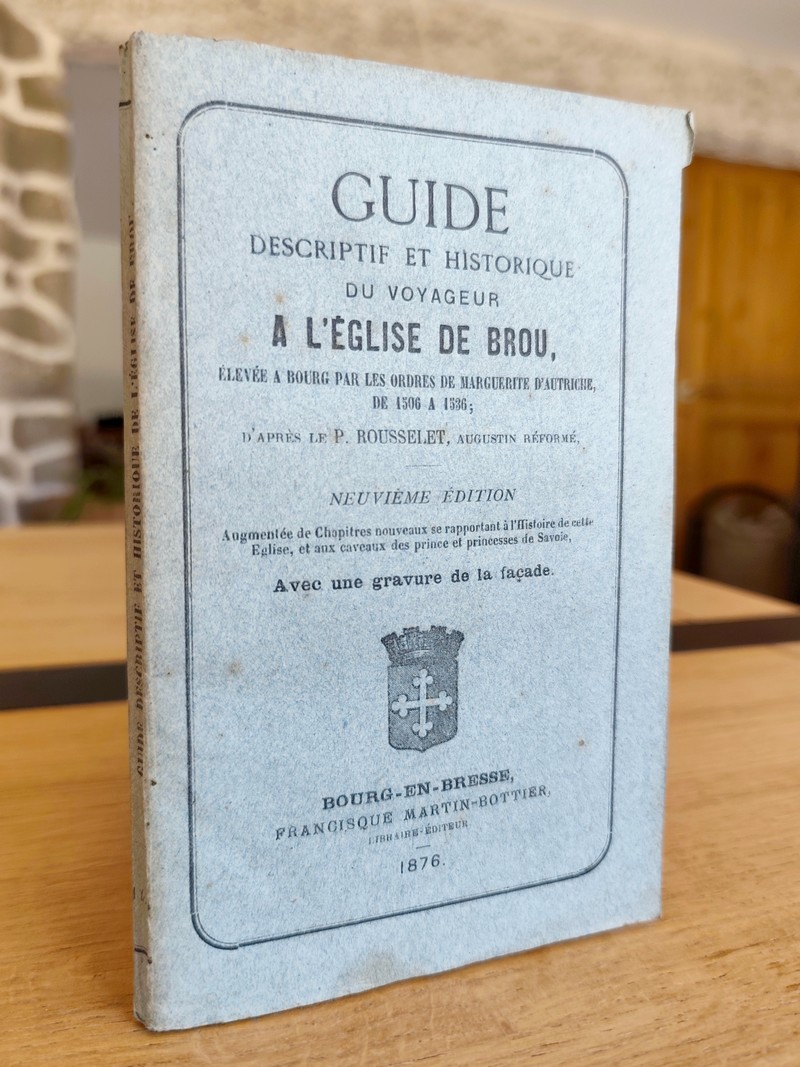 GUIDE
DESCRIPTIF ET HISTORIQUE
DU VOYAGEUR
A L'ÉGLISE DE BROU,
ÉLEVÉE A BOURG PAR LES ORDRES DE MARGUERITE D'AUTRICHE,
DE 1506 A 1536;
D'APRÈS LE P. ROUSSELET, AUGUSTIN RÉFORMÉ,
NEUVIÈME ÉDITION
Augmentée de Chapitres nouveaux se rapportant à l'Histoire de cette
Eglise, et aux caveaux des prince et princesses de Savoie,
Avec une gravure de la façade.
BOURG-EN-BRESSE,
FRANCISQUE MARTIN-BOTTIER,
LIBRAIRE-ÉDITEUR
1876.
GUIDE DESCRIPTIF ET HISTORIQUE DE L'ÉGLISE DE BROU.